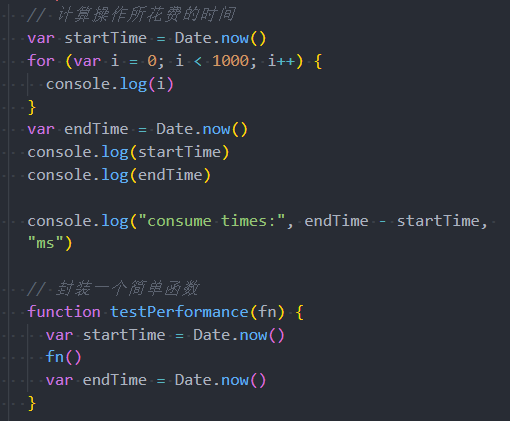 // 计算操作所花费的时间
var startTime = Date.now()
for (var i = 0; i < 1000; i++) {
  console.log(i)
}
var endTime = Date.now()
console.log(startTime)
console.log(endTime)

console.log("consume times:", endTime - startTime,
"ms")

// 封装一个简单函数
function testPerformance(fn) {
  var startTime = Date.now()
  fn()
  var endTime = Date.now()
}